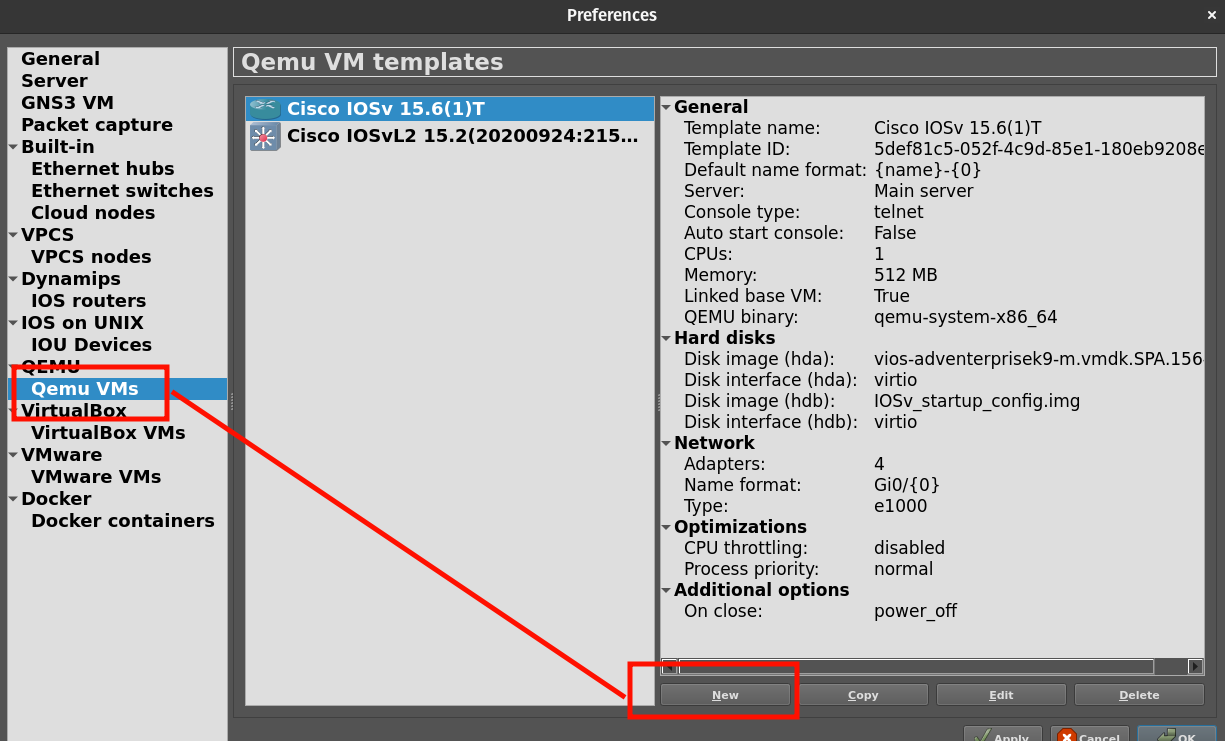 Preferences
×
General
Server
GNS3 VM
Packet capture
Built-in
Ethernet hubs
Ethernet switches
Cloud nodes
VPCS
VPCS nodes
Dynamips
IOS routers
IOS on UNIX
IOU Devices
QEMU
Qemu VMs
VirtualBox
VirtualBox VMs
VMware
VMware VMs
Docker
Docker containers
Qemu VM templates
Cisco IOSv 15.6(1)T
Cisco IOSvL2 15.2(20200924:215...
General
Template name: Cisco IOSv 15.6(1)T
Template ID: 5def81c5-052f-4c9d-85e1-180eb9208e
Default name format: {name}-{0}
Server: Main server
Console type: telnet
Auto start console: False
CPUs: 1
Memory: 512 MB
Linked base VM: True
QEMU binary: qemu-system-x86_64
Hard disks
Disk image (hda): vios-adventerprisek9-m.vmdk.SPA.156
Disk interface (hda): virtio
Disk image (hdb): IOSv_startup_config.img
Disk interface (hdb): virtio
Network
Adapters: 4
Name format: Gi0/{0}
Type: e1000
Optimizations
CPU throttling: disabled
Process priority: normal
Additional options
On close: power_off
New Copy Edit Delete
Apply Cancel OK